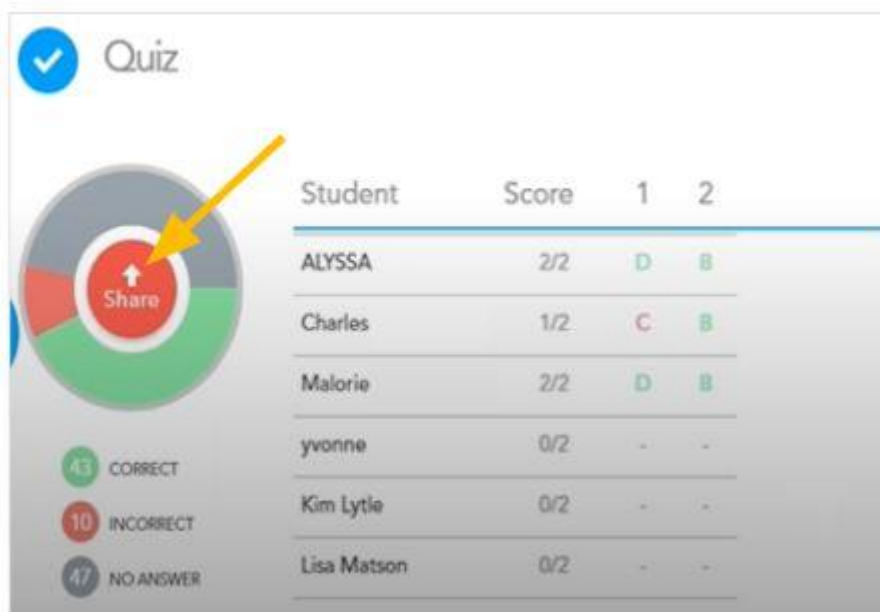 Quiz
Share
43 CORRECT
10 INCORRECT
47 NO ANSWER
Student Score 1 2
ALYSSA 2/2 D B
Charles 1/2 C B
Malorie 2/2 D B
yvonne 0/2 - -
Kim Lytle 0/2 - -
Lisa Matson 0/2 - -